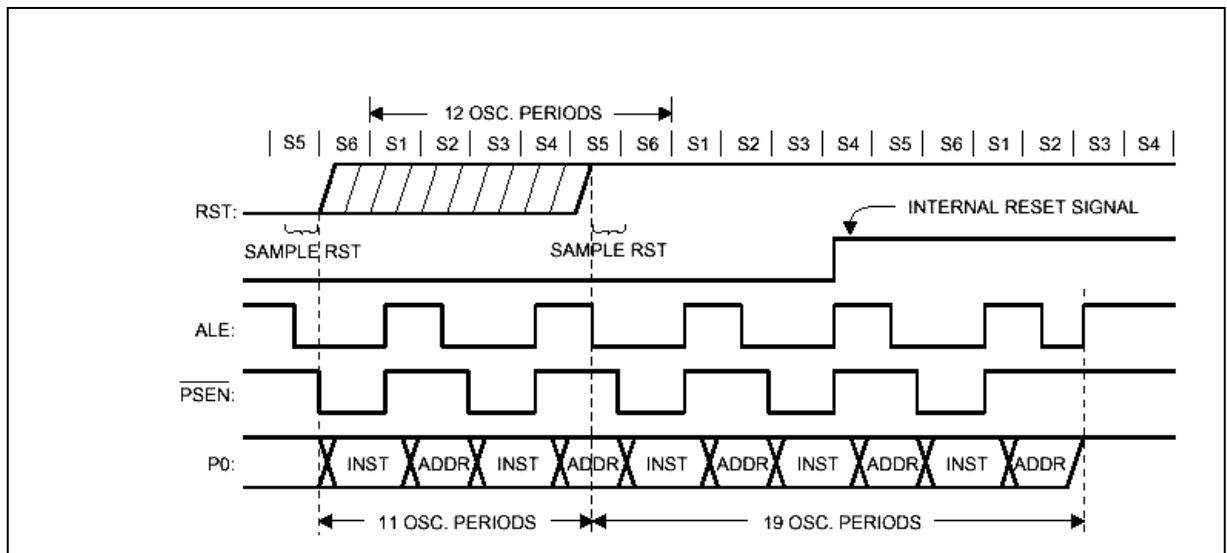 12 OSC. PERIODS
S5 S6 S1 S2 S3 S4 S5 S6 S1 S2 S3 S4 S5 S6 S1 S2 S3 S4
RST:
INTERNAL RESET SIGNAL
SAMPLE RST SAMPLE RST
ALE:
PSEN:
P0: INST ADDR INST ADDR INST ADDR INST ADDR INST ADDR
11 OSC. PERIODS 19 OSC. PERIODS